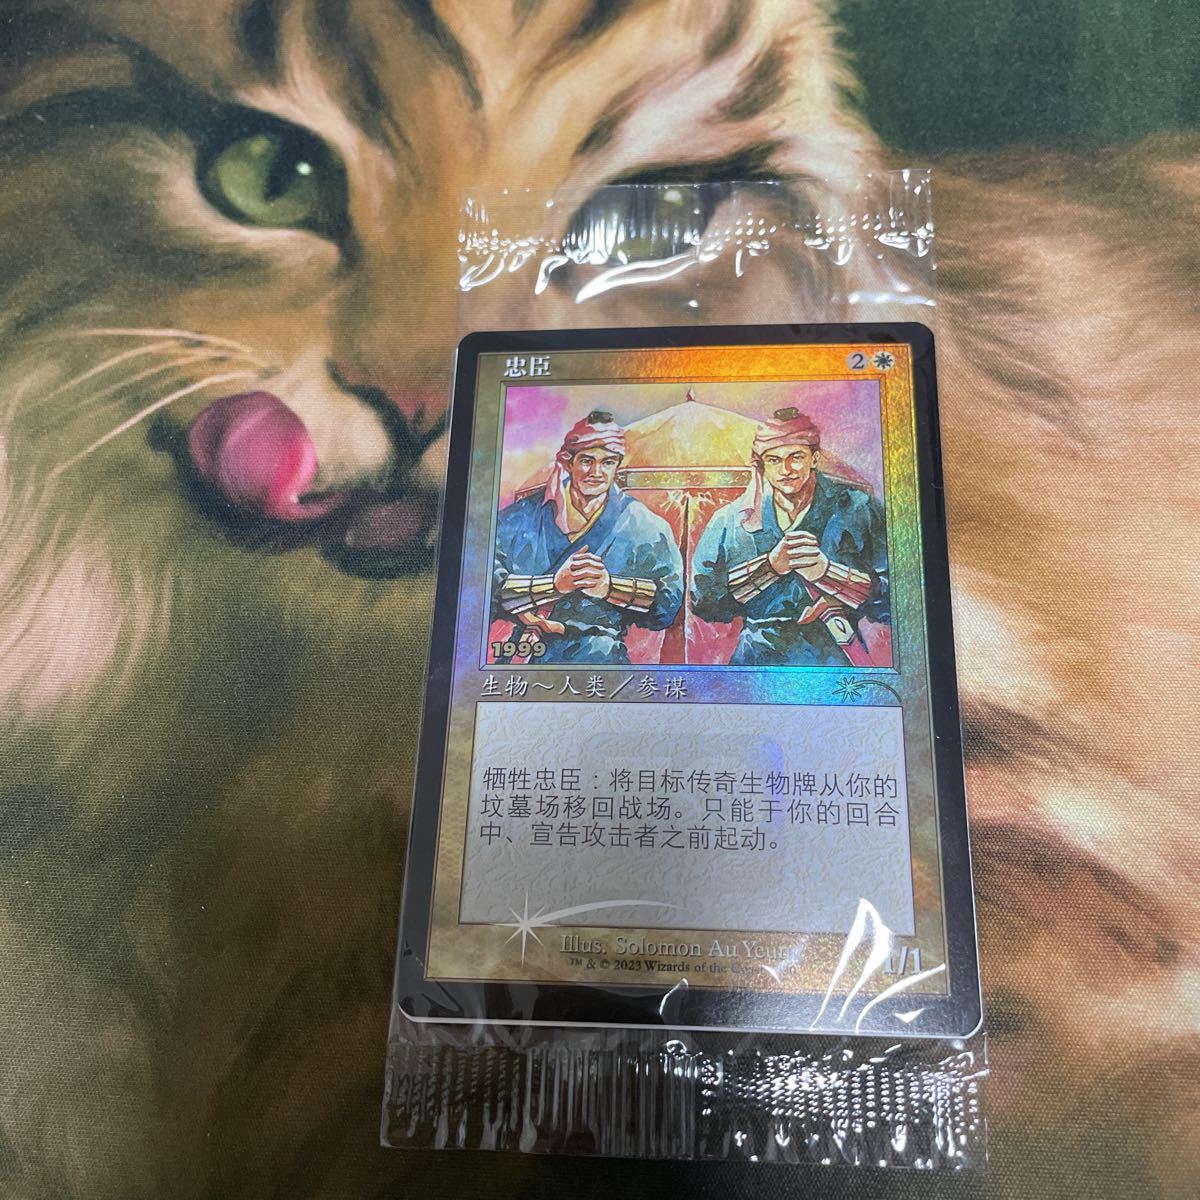 忠臣 2
1999
生物～人类／参谋
牺牲忠臣：将目标传奇生物牌从你的
坟墓场移回战场。只能于你的回合
中、宣告攻击者之前起动。
Illus. Solomon Au Yeung
™ & © 2023 Wizards of the
1/1